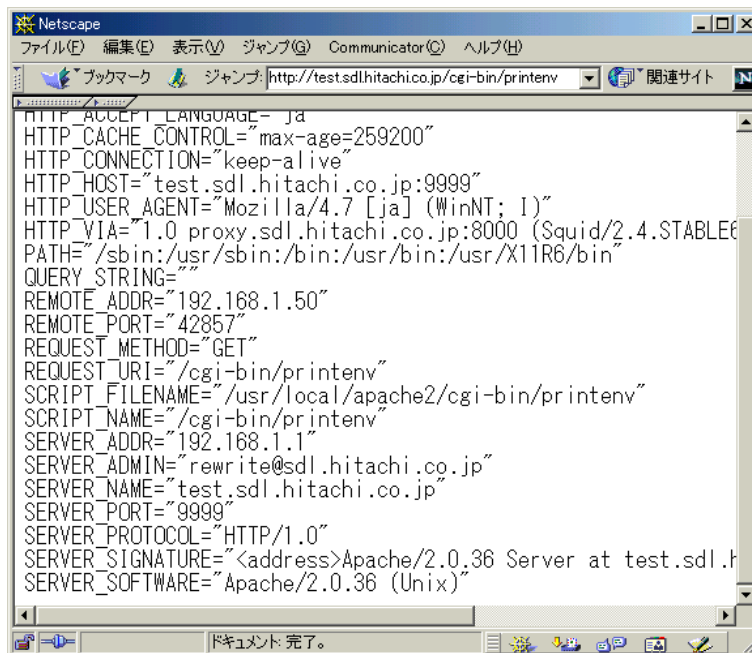 Netscape
ファイル(F) 編集(E) 表示(V) ジャンプ(G) Communicator(C) ヘルプ(H)
ブックマーク ジャンプ: http://test.sdl.hitachi.co.jp/cgi-bin/printenv 関連サイト N
HTTP_ACCEPT_LANGUAGE="ja
HTTP_CACHE_CONTROL="max-age=259200"
HTTP_CONNECTION="keep-alive"
HTTP_HOST="test.sdl.hitachi.co.jp:9999"
HTTP_USER_AGENT="Mozilla/4.7 [ja] (WinNT; I)"
HTTP_VIA="1.0 proxy.sdl.hitachi.co.jp:8000 (Squid/2.4.STABLE6
PATH="/sbin:/usr/sbin:/bin:/usr/bin:/usr/X11R6/bin"
QUERY_STRING=""
REMOTE_ADDR="192.168.1.50"
REMOTE_PORT="42857"
REQUEST_METHOD="GET"
REQUEST_URI="/cgi-bin/printenv"
SCRIPT_FILENAME="/usr/local/apache2/cgi-bin/printenv"
SCRIPT_NAME="/cgi-bin/printenv"
SERVER_ADDR="192.168.1.1"
SERVER_ADMIN="rewrite@sdl.hitachi.co.jp"
SERVER_NAME="test.sdl.hitachi.co.jp"
SERVER_PORT="9999"
SERVER_PROTOCOL="HTTP/1.0"
SERVER_SIGNATURE="<address>Apache/2.0.36 Server at test.sdl.h
SERVER_SOFTWARE="Apache/2.0.36 (Unix)"
ドキュメント: 完了。